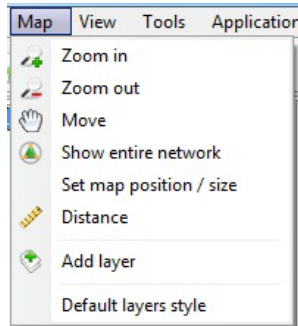 Map View Tools Application
Zoom in
Zoom out
Move
Show entire network
Set map position / size
Distance
Add layer
Default layers style